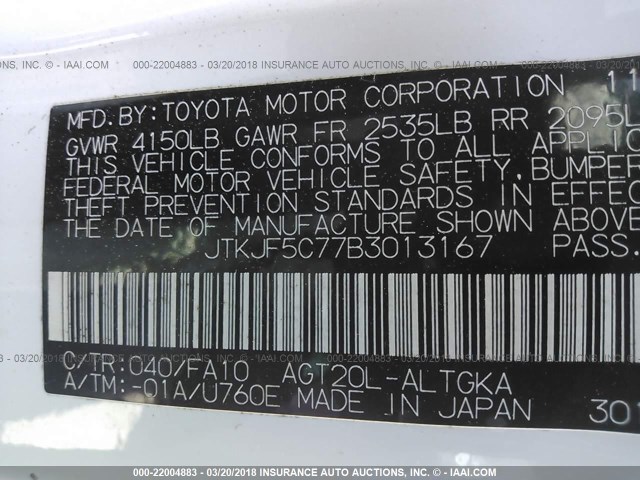 000-22004883 — 03/20/2018 INSURANCE AUTO AUCTIONS, INC. — IAAI.COM
MFD. BY: TOYOTA MOTOR CORPORATION 11
GVWR 4150LB GAWR FR 2535LB RR 2095L
THIS VEHICLE CONFORMS TO ALL APPLIC
FEDERAL MOTOR VEHICLE SAFETY, BUMPER
THEFT PREVENTION STANDARDS IN EFFEC
DATE OF MANUFACTURE SHOWN ABOVE
JTKJF5C77B3013167 PASS.
C/TR:040/FA10 AGT20L-ALTGKA
A/TM:-01A/U760E MADE IN JAPAN 301
000-22004883 - 03/20/2018 INSURANCE AUTO AUCTIONS, INC. - IAAI.COM